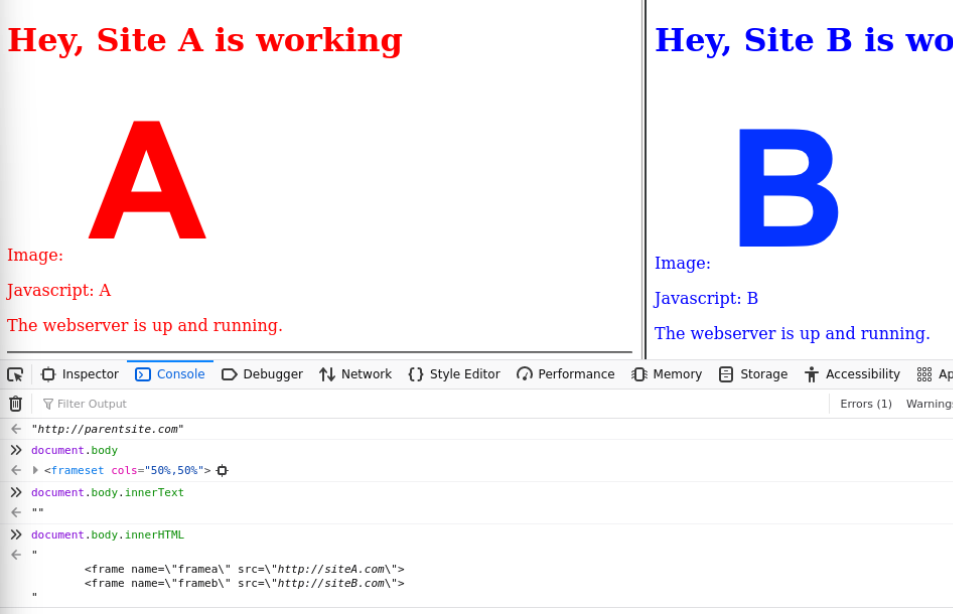 Hey, Site A is working
A
Image:
Javascript: A
The webserver is up and running.
Hey, Site B is wo
B
Image:
Javascript: B
The webserver is up and running.
Inspector Console Debugger Network {} Style Editor Performance Memory Storage Accessibility Ap
Filter Output Errors (1) Warning
"http://parentsite.com"
document.body
<frameset cols="50%,50%">
document.body.innerText
""
document.body.innerHTML
"
<frame name=\"framea\" src=\"http://siteA.com\">
<frame name=\"frameb\" src=\"http://siteB.com\">
"